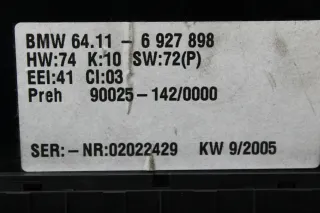 BMW 64.11 - 6 927 898
HW:74 K:10 SW:72(P)
EEI:41 CI:03
Preh 90025-142/0000
SER:-NR:02022429 KW 9/2005